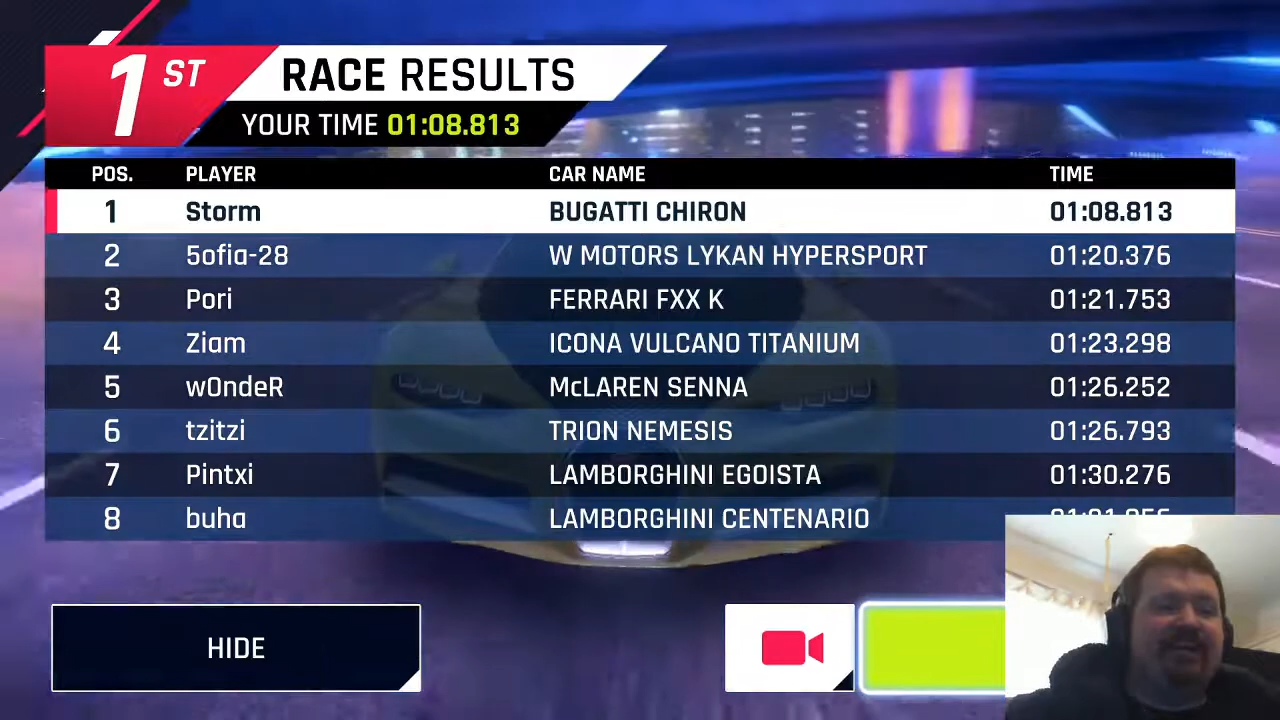 1 ST RACE RESULTS
YOUR TIME 01:08.813
POS. PLAYER CAR NAME TIME
1 Storm BUGATTI CHIRON 01:08.813
2 5ofia-28 W MOTORS LYKAN HYPERSPORT 01:20.376
3 Pori FERRARI FXX K 01:21.753
4 Ziam ICONA VULCANO TITANIUM 01:23.298
5 w0ndeR McLAREN SENNA 01:26.252
6 tzitzi TRION NEMESIS 01:26.793
7 Pintxi LAMBORGHINI EGOISTA 01:30.276
8 buha LAMBORGHINI CENTENARIO
HIDE